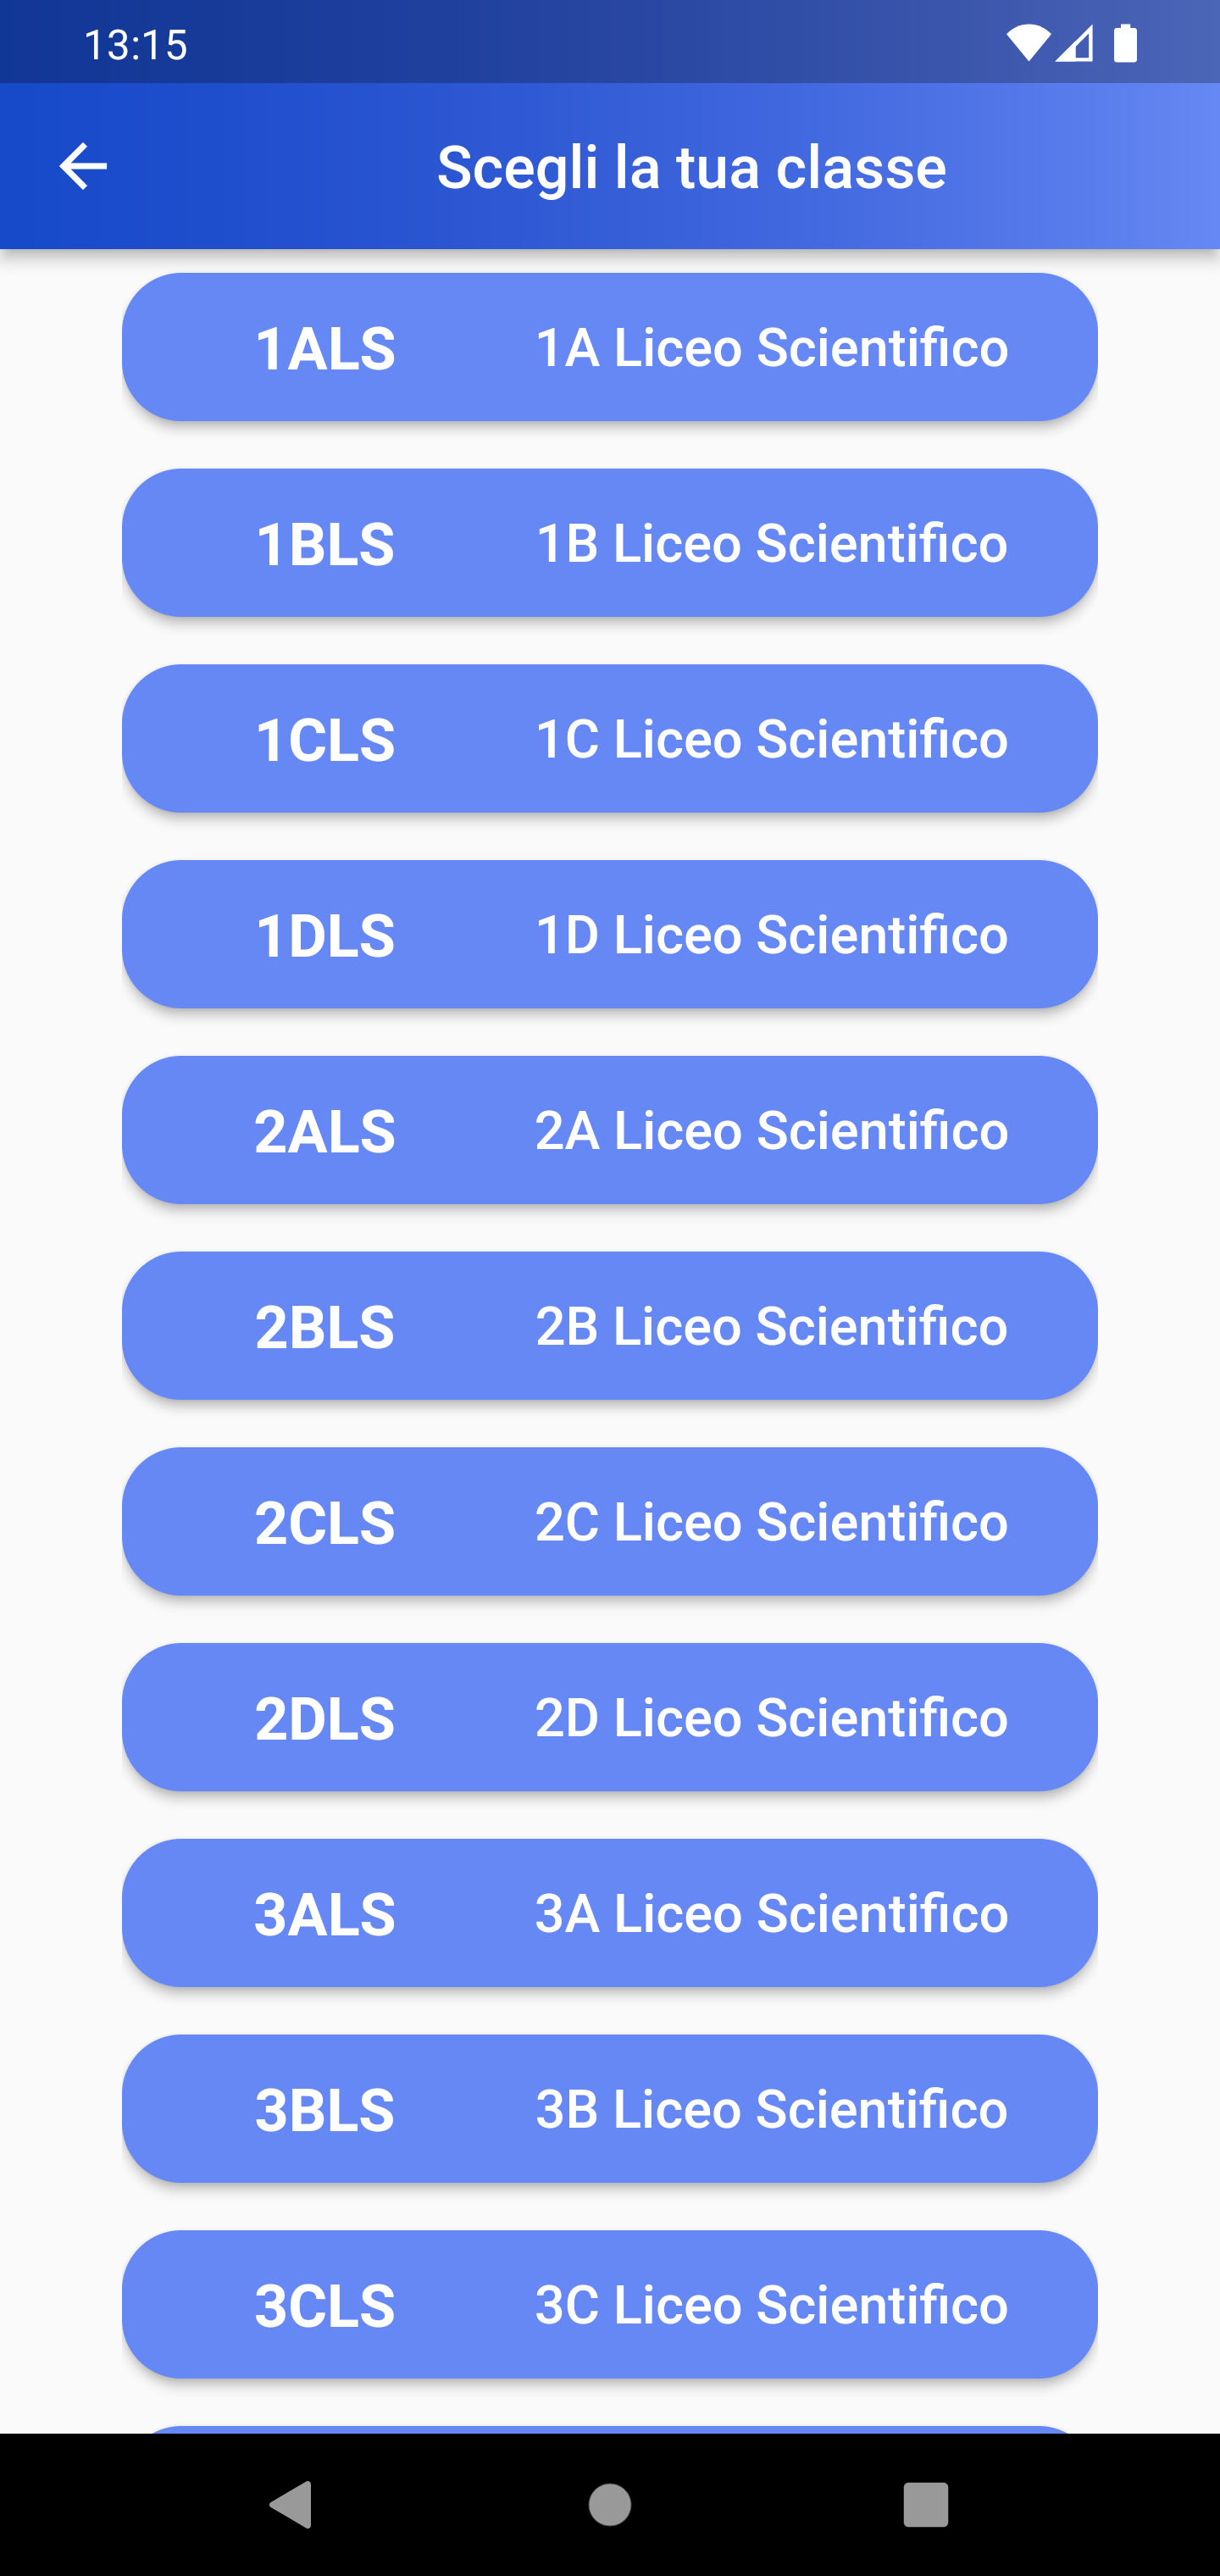 13:15
Scegli la tua classe
1ALS 1A Liceo Scientifico
1BLS 1B Liceo Scientifico
1CLS 1C Liceo Scientifico
1DLS 1D Liceo Scientifico
2ALS 2A Liceo Scientifico
2BLS 2B Liceo Scientifico
2CLS 2C Liceo Scientifico
2DLS 2D Liceo Scientifico
3ALS 3A Liceo Scientifico
3BLS 3B Liceo Scientifico
3CLS 3C Liceo Scientifico